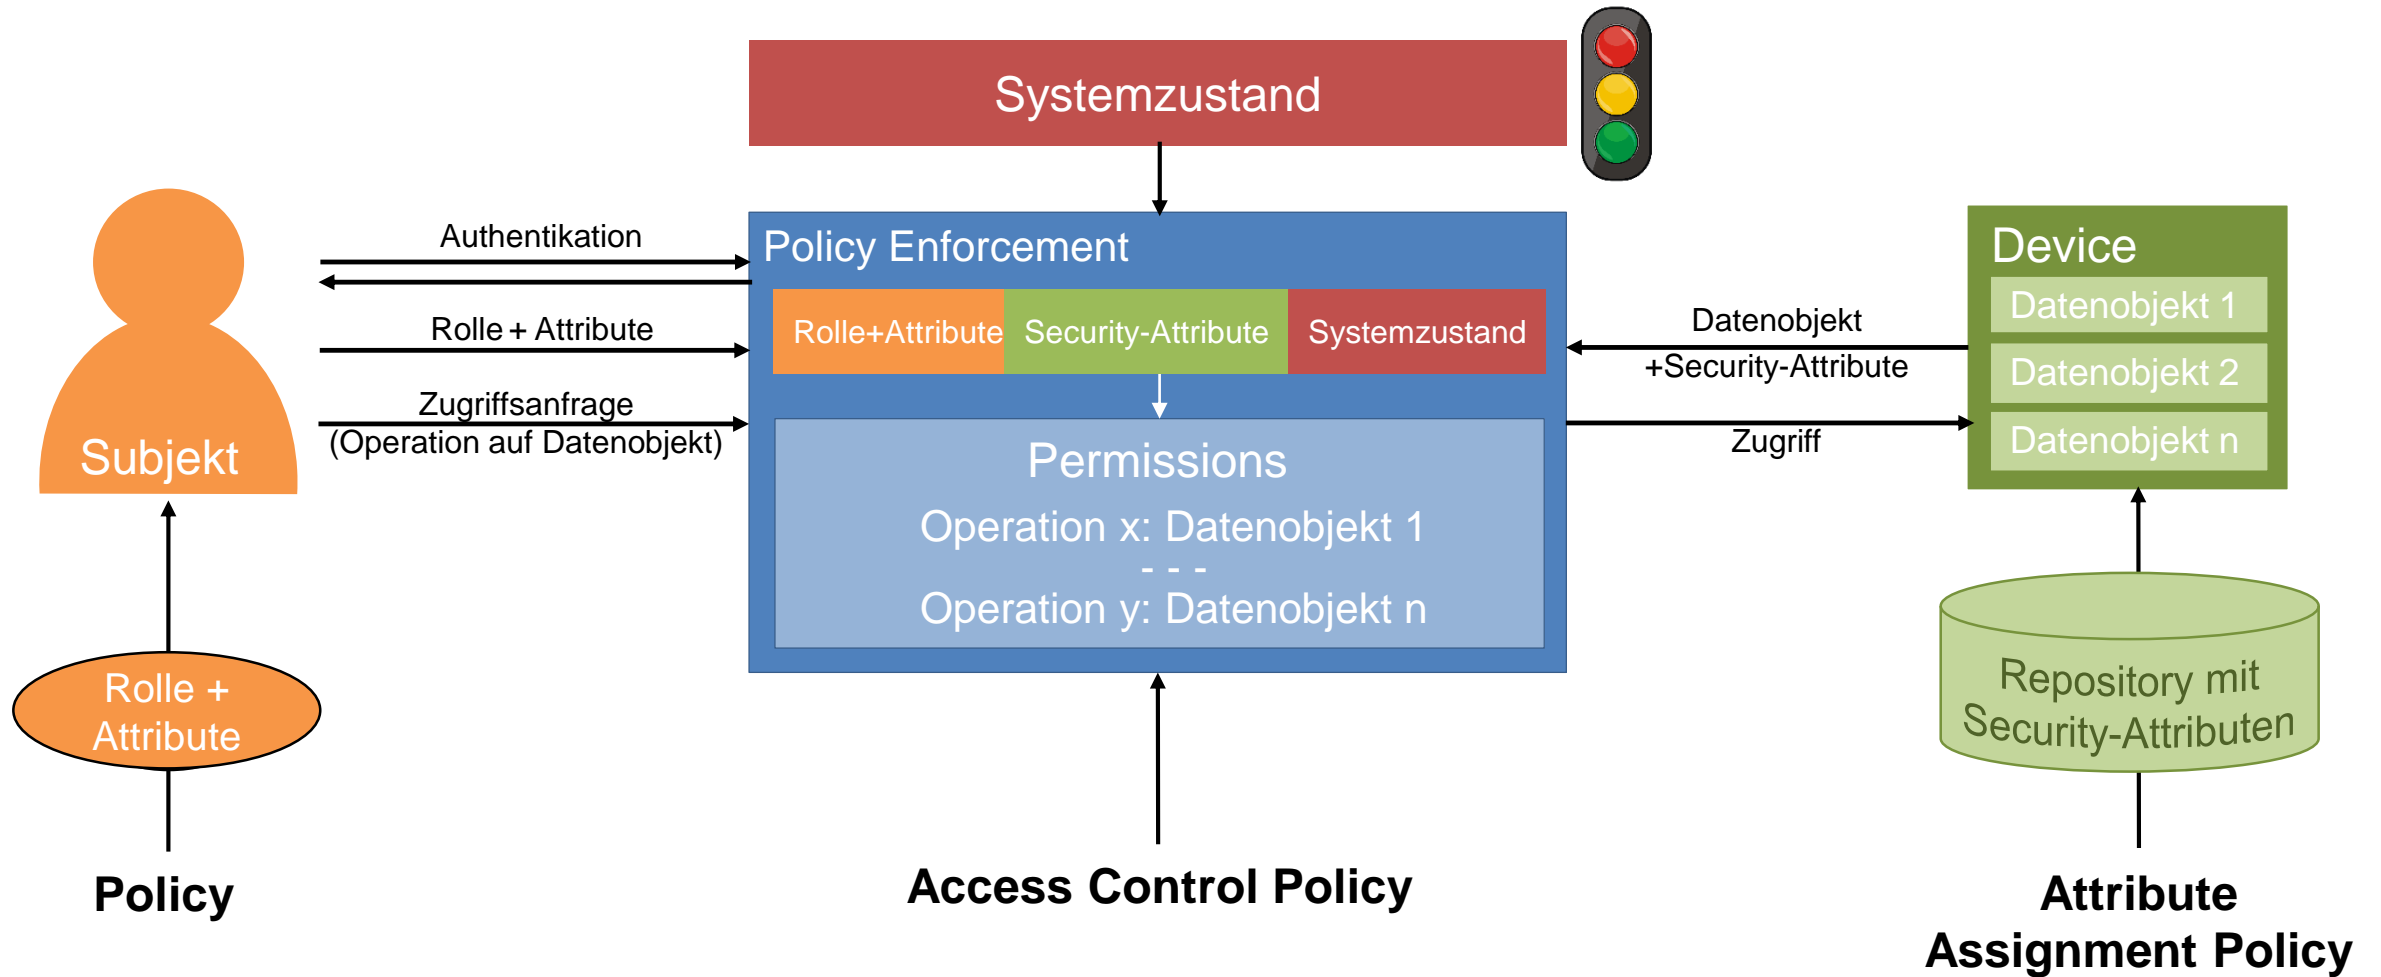 Systemzustand
Authentikation
Rolle + Attribute
Zugriffsanfrage
(Operation auf Datenobjekt)
Subjekt
Rolle +
Attribute
Policy
Policy Enforcement
Rolle+Attribute
Security-Attribute
Systemzustand
Permissions
Operation x: Datenobjekt 1
- - -
Operation y: Datenobjekt n
Access Control Policy
Datenobjekt
+Security-Attribute
Zugriff
Device
Datenobjekt 1
Datenobjekt 2
Datenobjekt n
Repository mit
Security-Attributen
Attribute
Assignment Policy